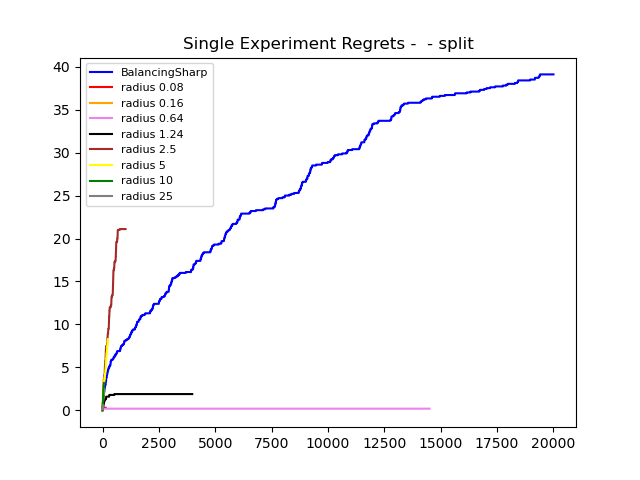 Single Experiment Regrets -  - split
BalancingSharp
radius 0.08
radius 0.16
radius 0.64
radius 1.24
radius 2.5
radius 5
radius 10
radius 25
40
35
30
25
20
15
10
5
0
0 2500 5000 7500 10000 12500 15000 17500 20000